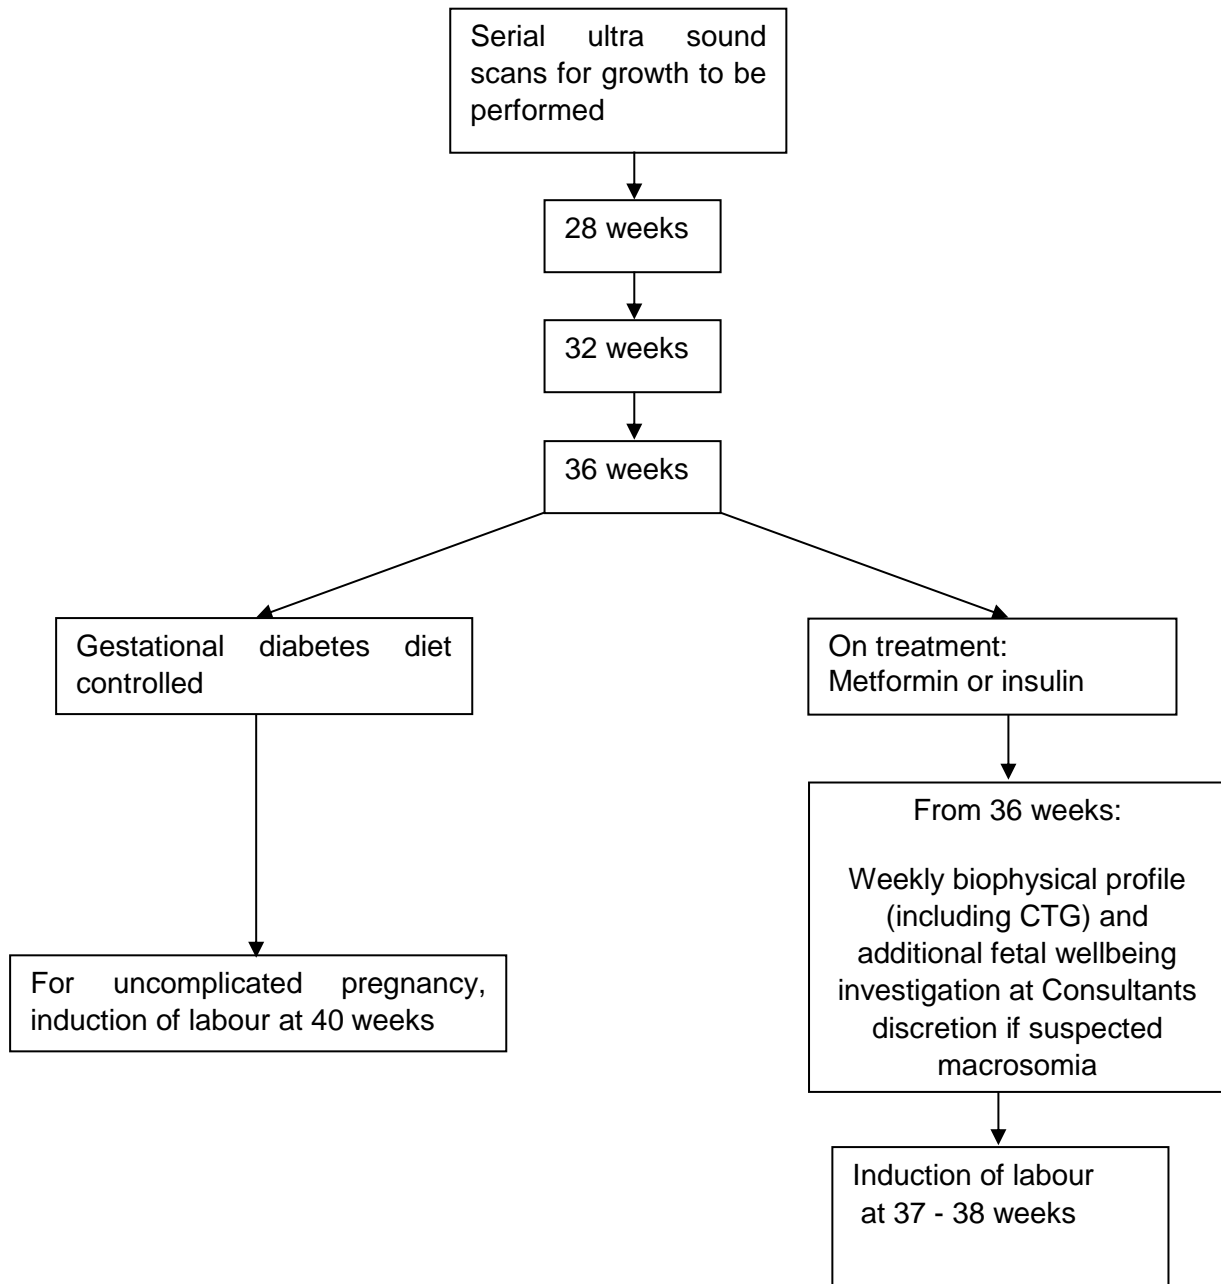 Serial ultra sound
scans for growth to be
performed
28 weeks
32 weeks
36 weeks
Gestational diabetes diet
controlled
On treatment:
Metformin or insulin
From 36 weeks:
Weekly biophysical profile
(including CTG) and
additional fetal wellbeing
investigation at Consultants
discretion if suspected
macrosomia
For uncomplicated pregnancy,
induction of labour at 40 weeks
Induction of labour
at 37 - 38 weeks